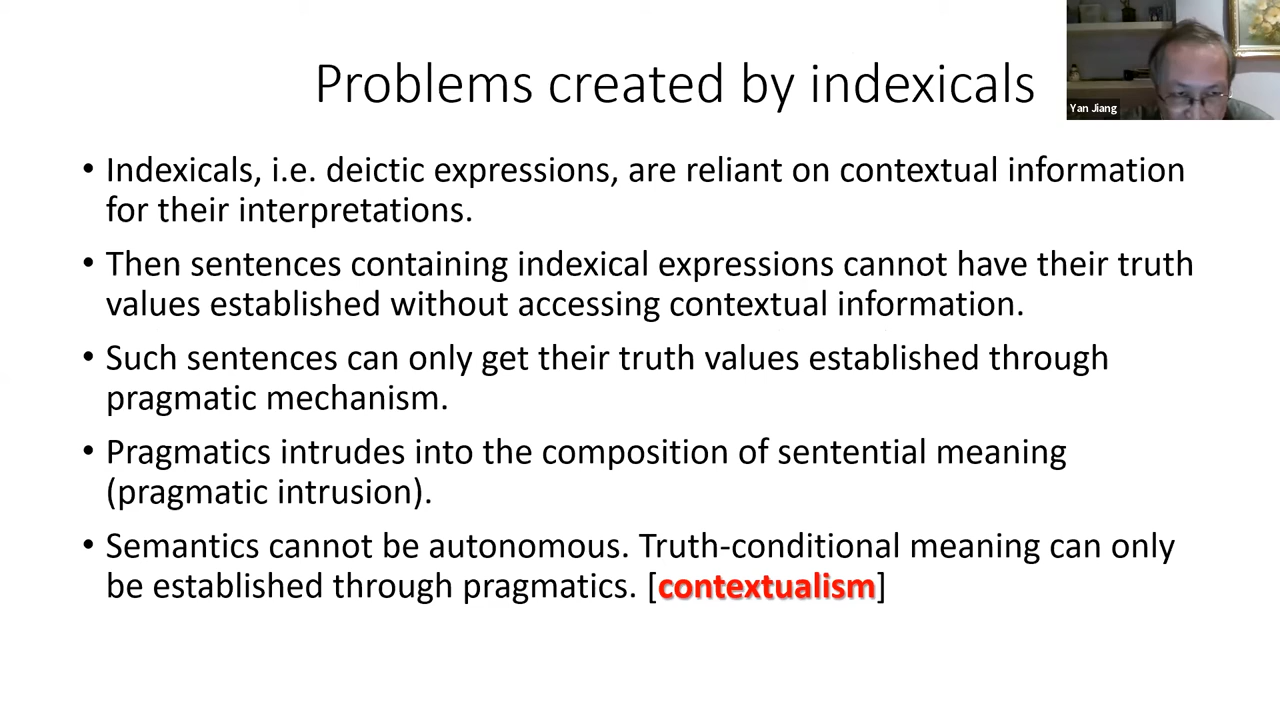 Problems created by indexicals
Yan Jiang
• Indexicals, i.e. deictic expressions, are reliant on contextual information
for their interpretations.
• Then sentences containing indexical expressions cannot have their truth
values established without accessing contextual information.
• Such sentences can only get their truth values established through
pragmatic mechanism.
• Pragmatics intrudes into the composition of sentential meaning
(pragmatic intrusion).
• Semantics cannot be autonomous. Truth-conditional meaning can only
be established through pragmatics. [contextualism]